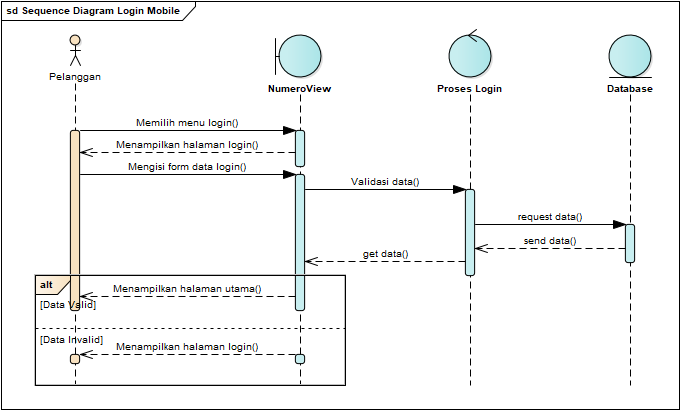 sd Sequence Diagram Login Mobile
Pelanggan
NumeroView
Proses Login
Database
Memilih menu login()
Menampilkan halaman login()
Mengisi form data login()
Validasi data()
request data()
send data()
get data()
alt
Menampilkan halaman utama()
[Data Valid]
[Data Invalid]
Menampilkan halaman login()